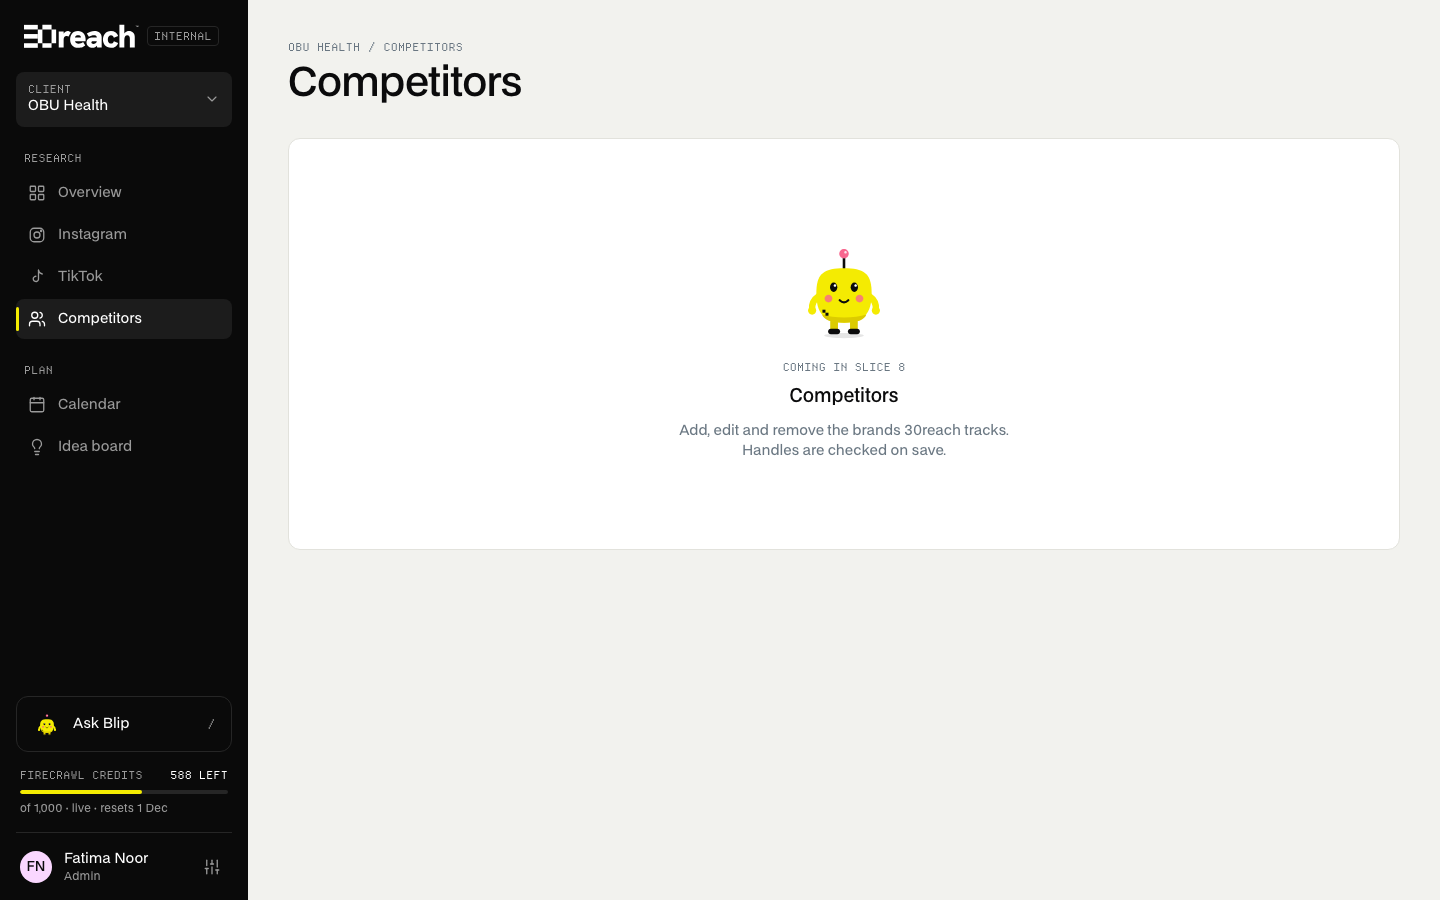 30reach
INTERNAL
CLIENT
OBU Health
RESEARCH
Overview
Instagram
TikTok
Competitors
PLAN
Calendar
Idea board
Ask Blip /
FIRECRAWL CREDITS 588 LEFT
of 1,000 · live · resets 1 Dec
FN
Fatima Noor
Admin
OBU HEALTH / COMPETITORS
Competitors
COMING IN SLICE 8
Competitors
Add, edit and remove the brands 30reach tracks.
Handles are checked on save.